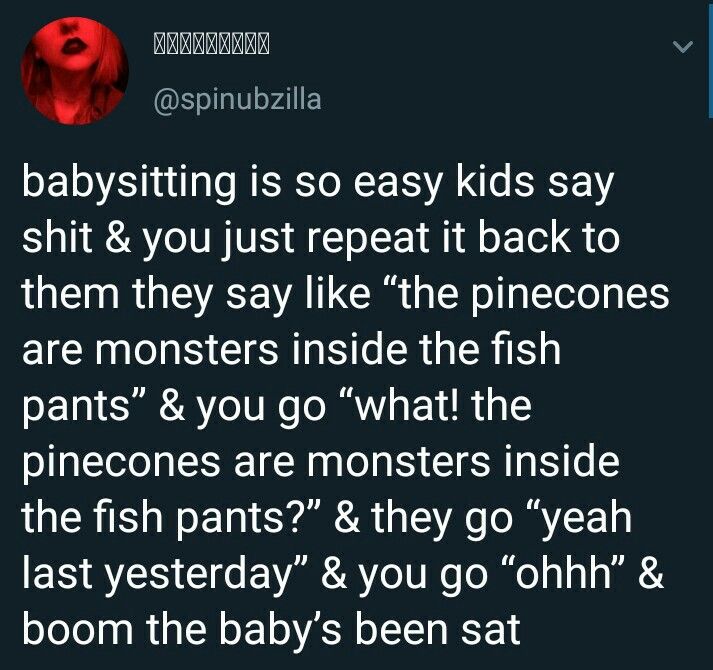 @spinubzilla
babysitting is so easy kids say
shit & you just repeat it back to
them they say like “the pinecones
are monsters inside the fish
pants” & you go “what! the
pinecones are monsters inside
the fish pants?” & they go “yeah
last yesterday” & you go “ohhh” &
boom the baby’s been sat